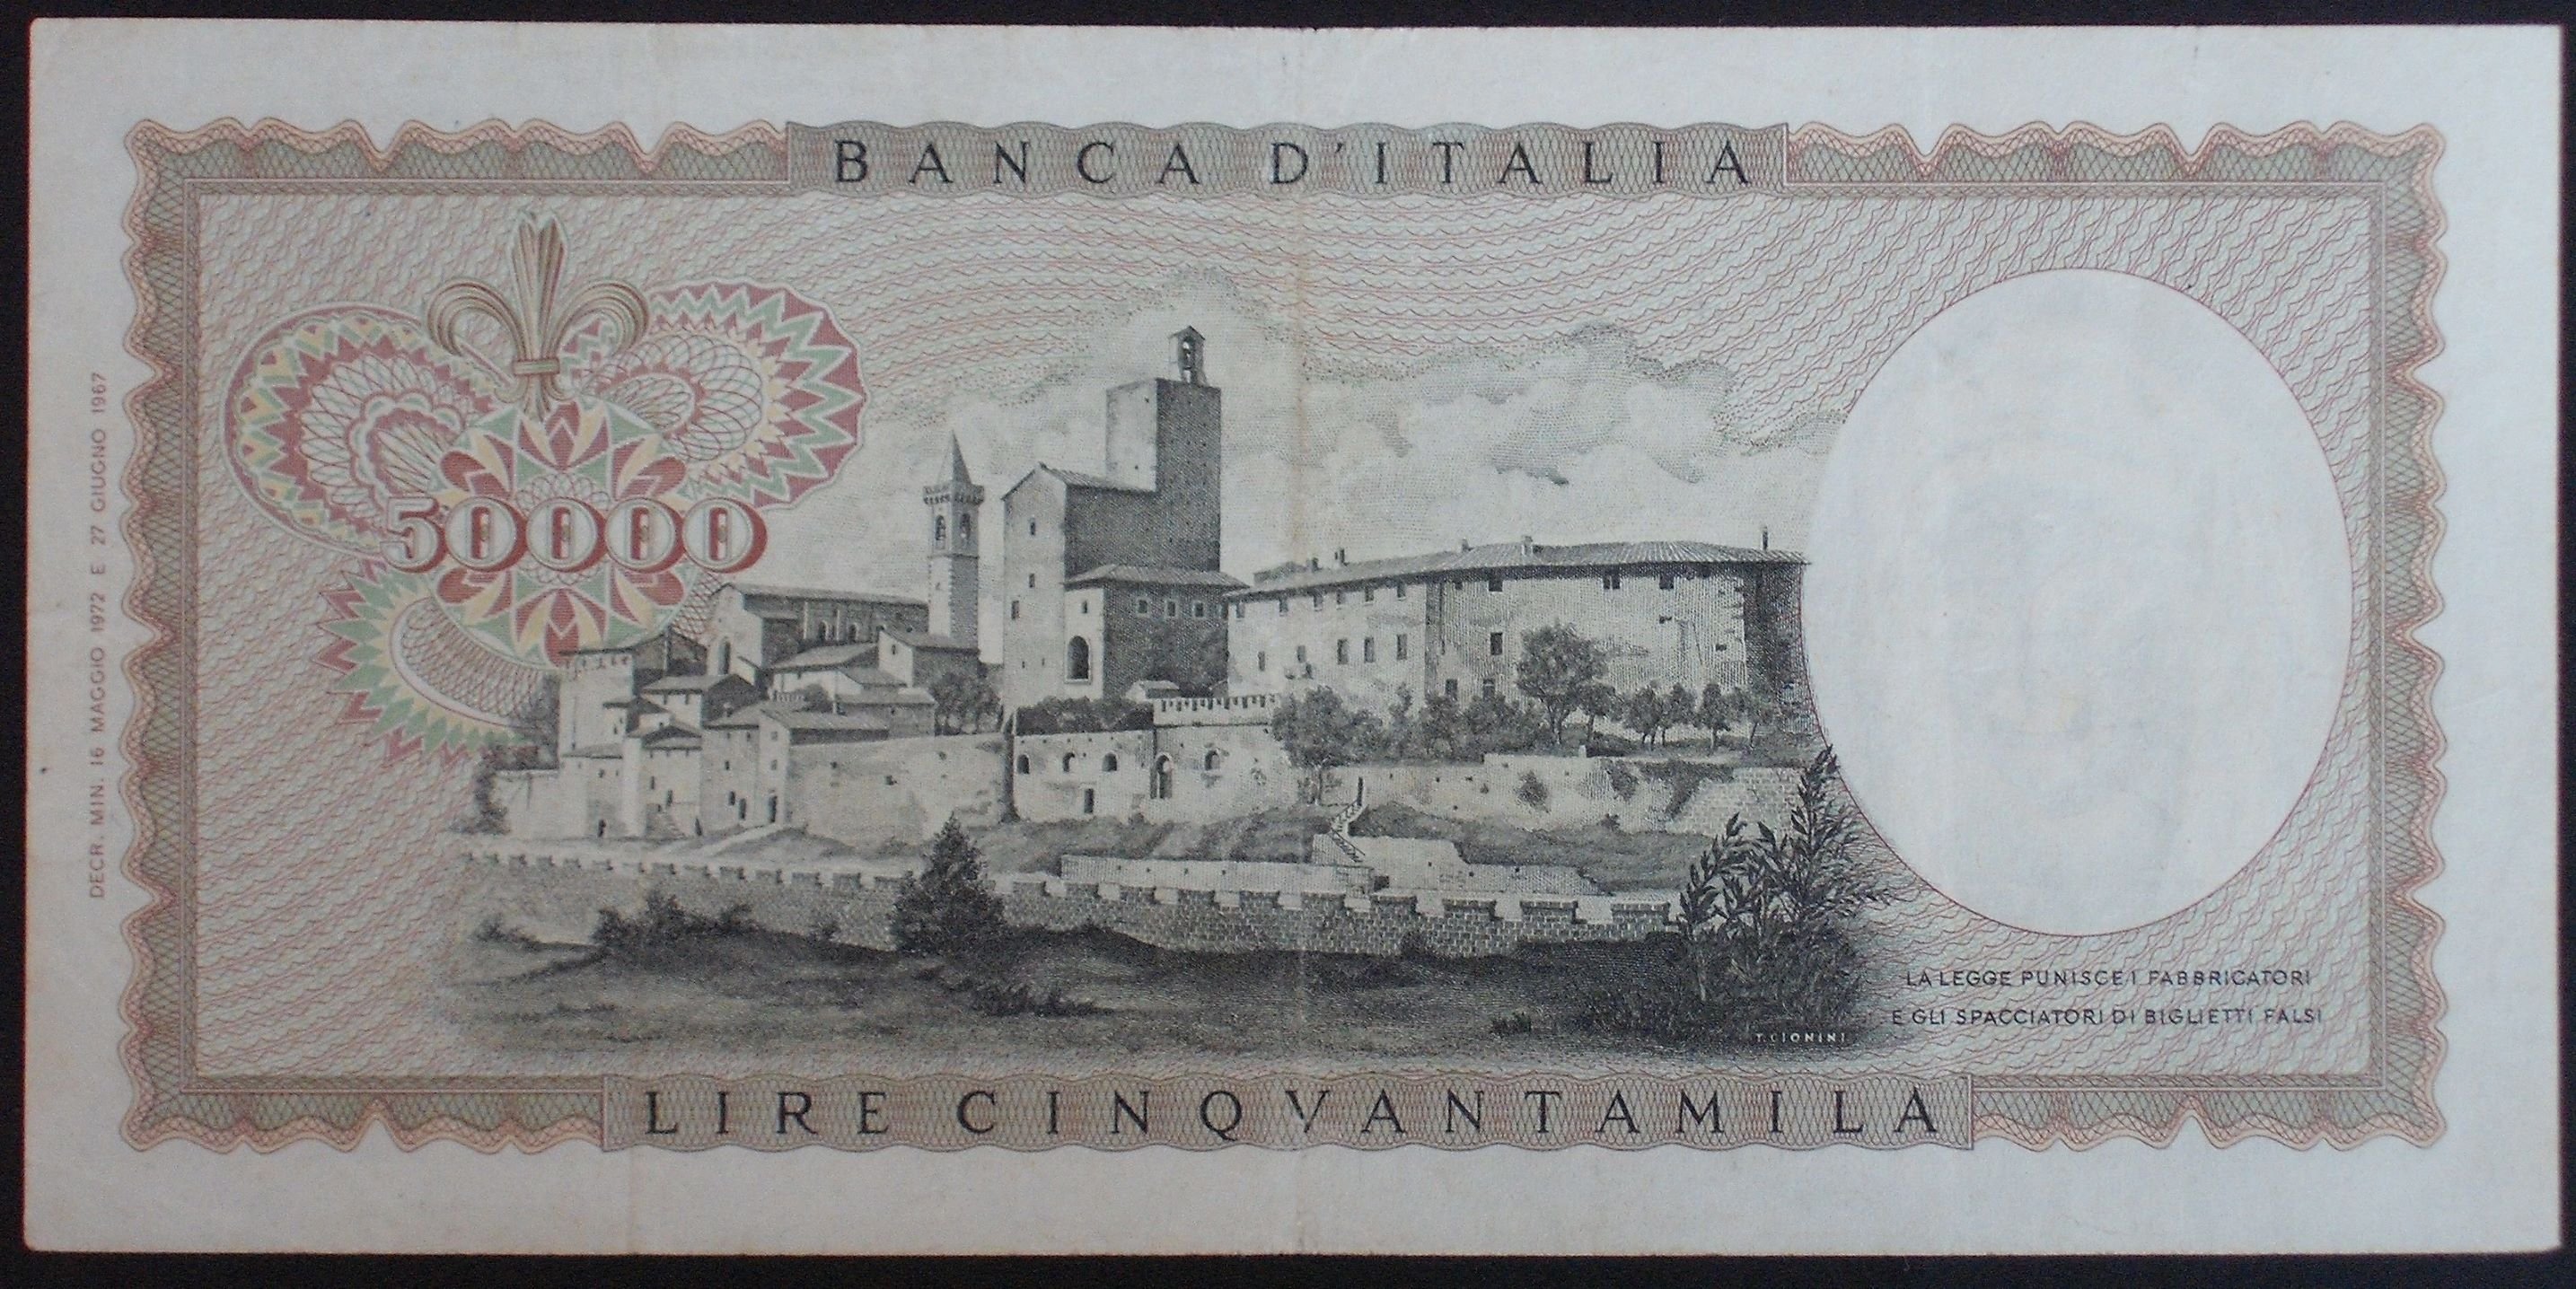 BANCA D'ITALIA
50000
DECR. MIN. 16 MAGGIO 1972 E 27 GIUGNO 1967
LA LEGGE PUNISCE I FABBRICATORI
E GLI SPACCIATORI DI BIGLIETTI FALSI
T. CIONINI
LIRE CINQVANTAMILA